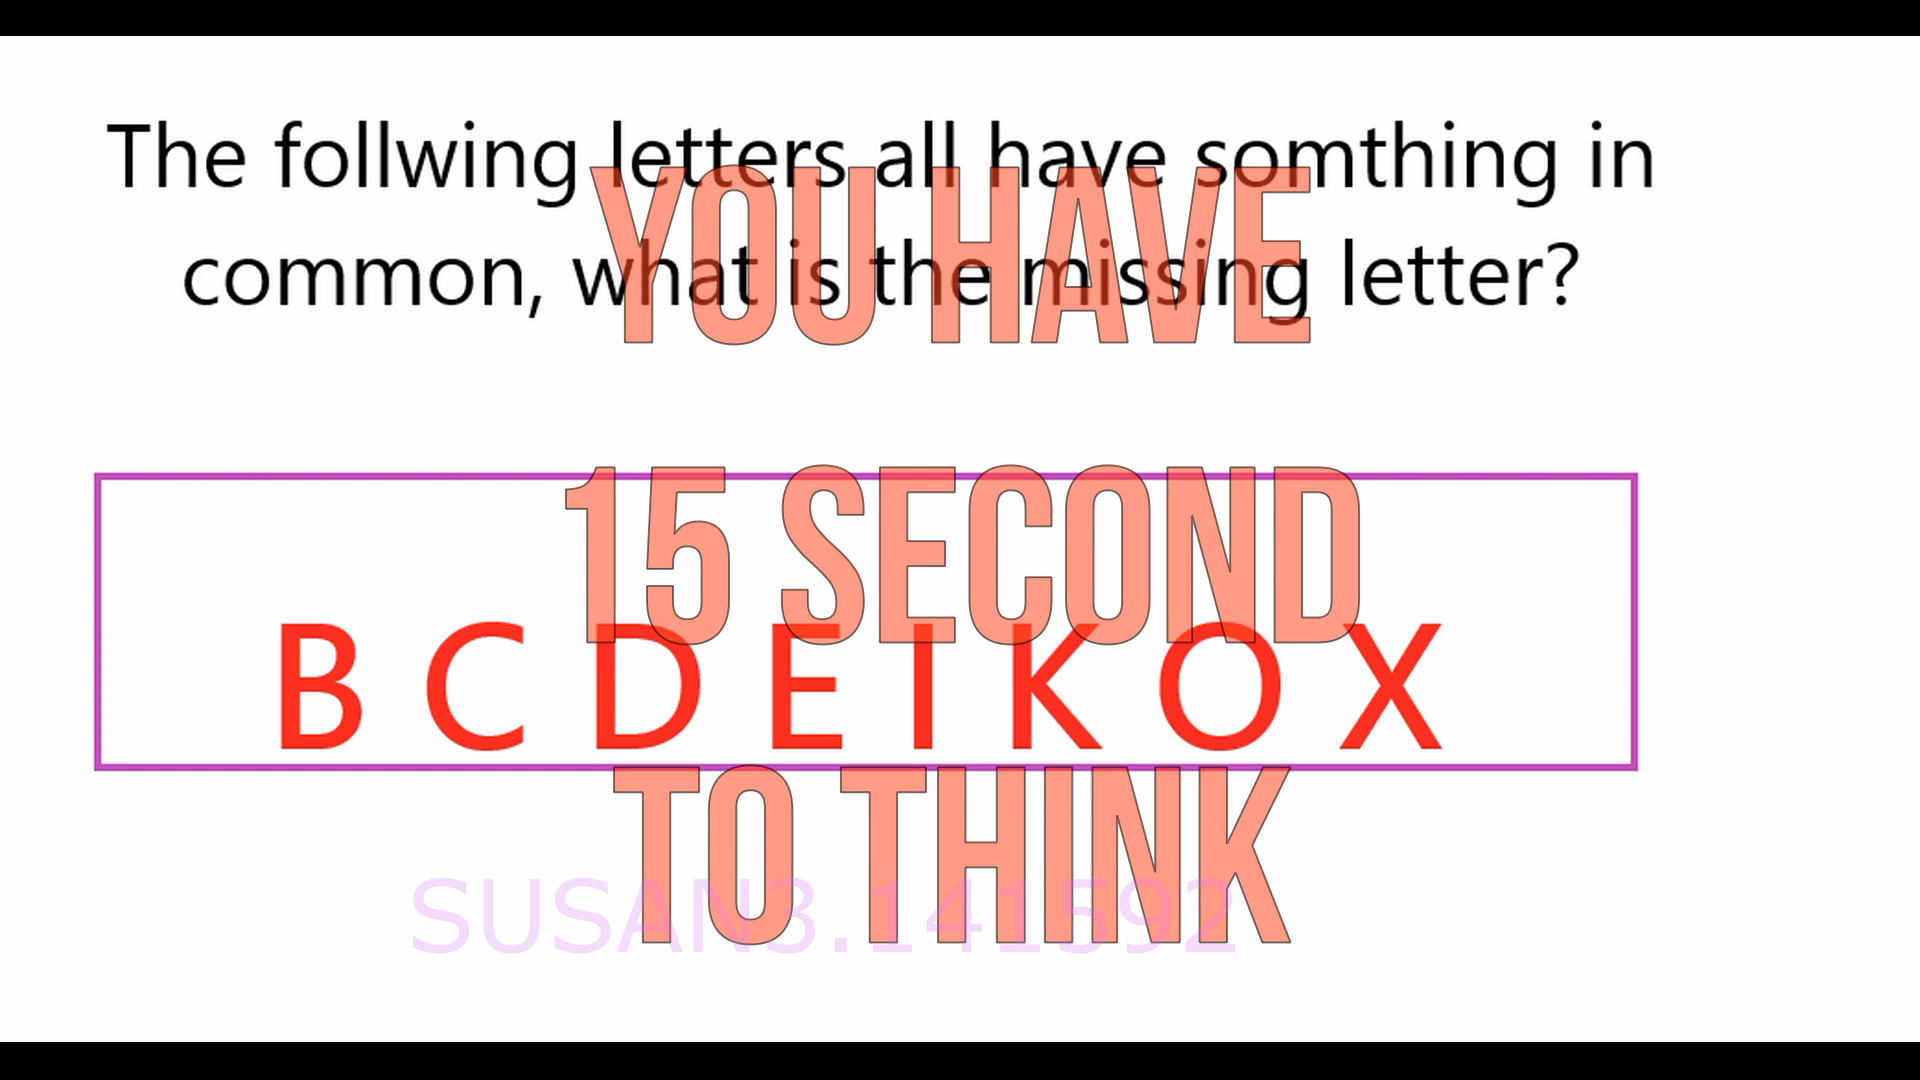 The follwing letters all have somthing in
common, what is the missing letter?
YOU HAVE
15 SECOND
TO THINK
B C D E I K O X
SUSAN3.141592